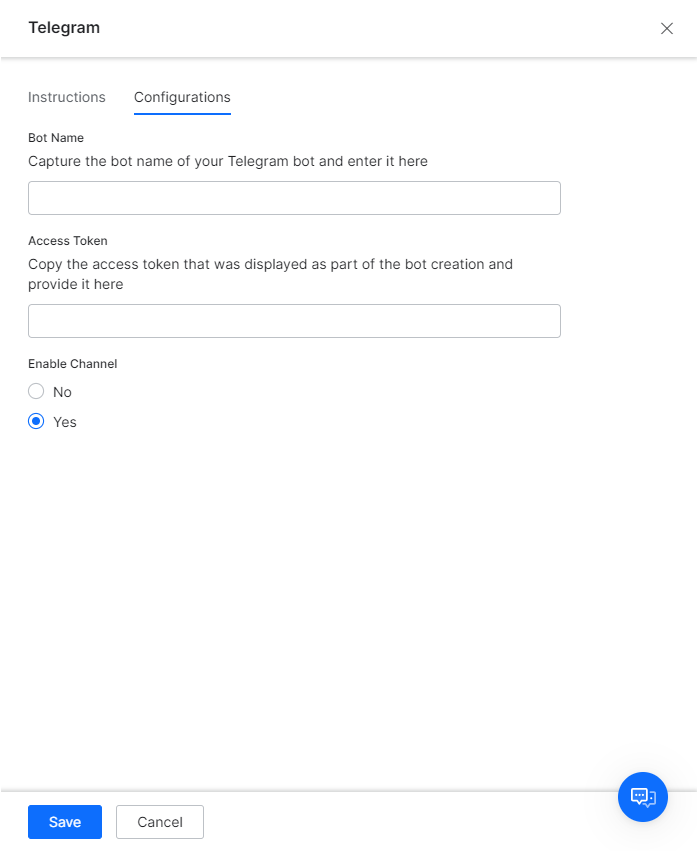 Telegram
Instructions
Configurations
Bot Name
Capture the bot name of your Telegram bot and enter it here
Access Token
Copy the access token that was displayed as part of the bot creation and
provide it here
Enable Channel
No
Yes
Save
Cancel